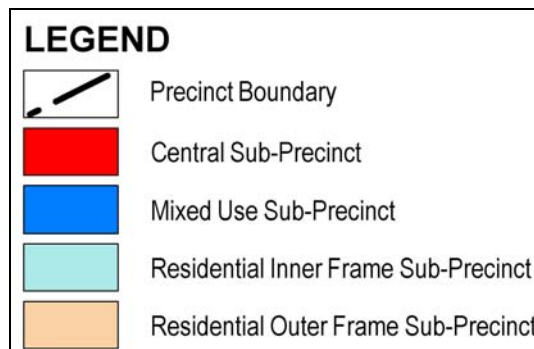 LEGEND
Precinct Boundary
Central Sub-Precinct
Mixed Use Sub-Precinct
Residential Inner Frame Sub-Precinct
Residential Outer Frame Sub-Precinct